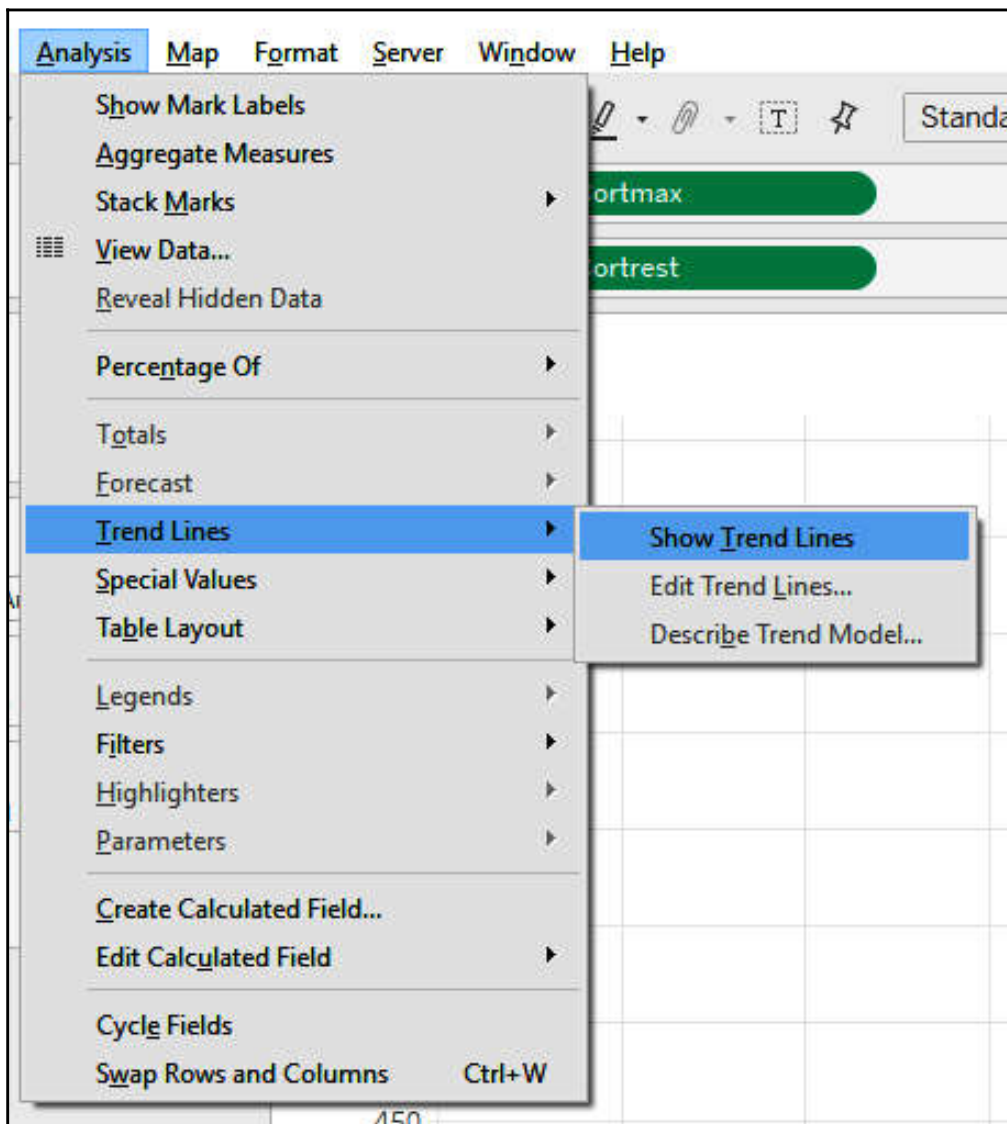 Analysis Map Format Server Window Help
Show Mark Labels
Aggregate Measures
Stack Marks
View Data...
Reveal Hidden Data
Percentage Of
Totals
Forecast
Trend Lines
Special Values
Table Layout
Legends
Filters
Highlighters
Parameters
Create Calculated Field...
Edit Calculated Field
Cycle Fields
Swap Rows and Columns Ctrl+W
Show Trend Lines
Edit Trend Lines...
Describe Trend Model...
T
Standa
ortmax
ortrest
450